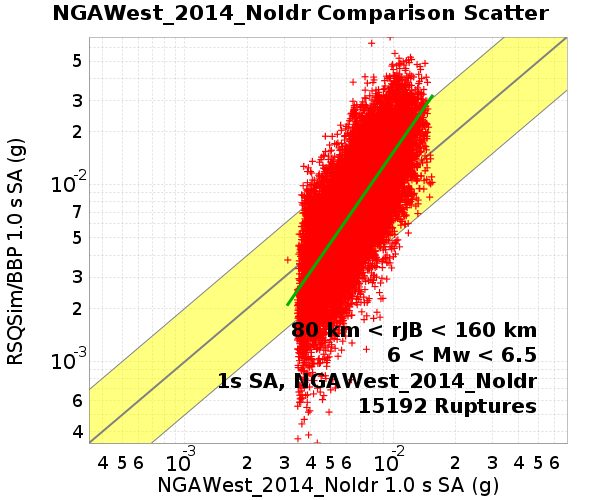 NGAWest_2014_NoIdr Comparison Scatter
5
3
2
10-2
7
5
3
2
10-3
6
4
RSQSim/BBP 1.0 s SA (g)
80 km < rJB < 160 km
6 < Mw < 6.5
1s SA, NGAWest_2014_NoIdr
15192 Ruptures
4 5 6 10-3 2 3 4 5 6 10-2 2 3 4 5 6
NGAWest_2014_NoIdr 1.0 s SA (g)